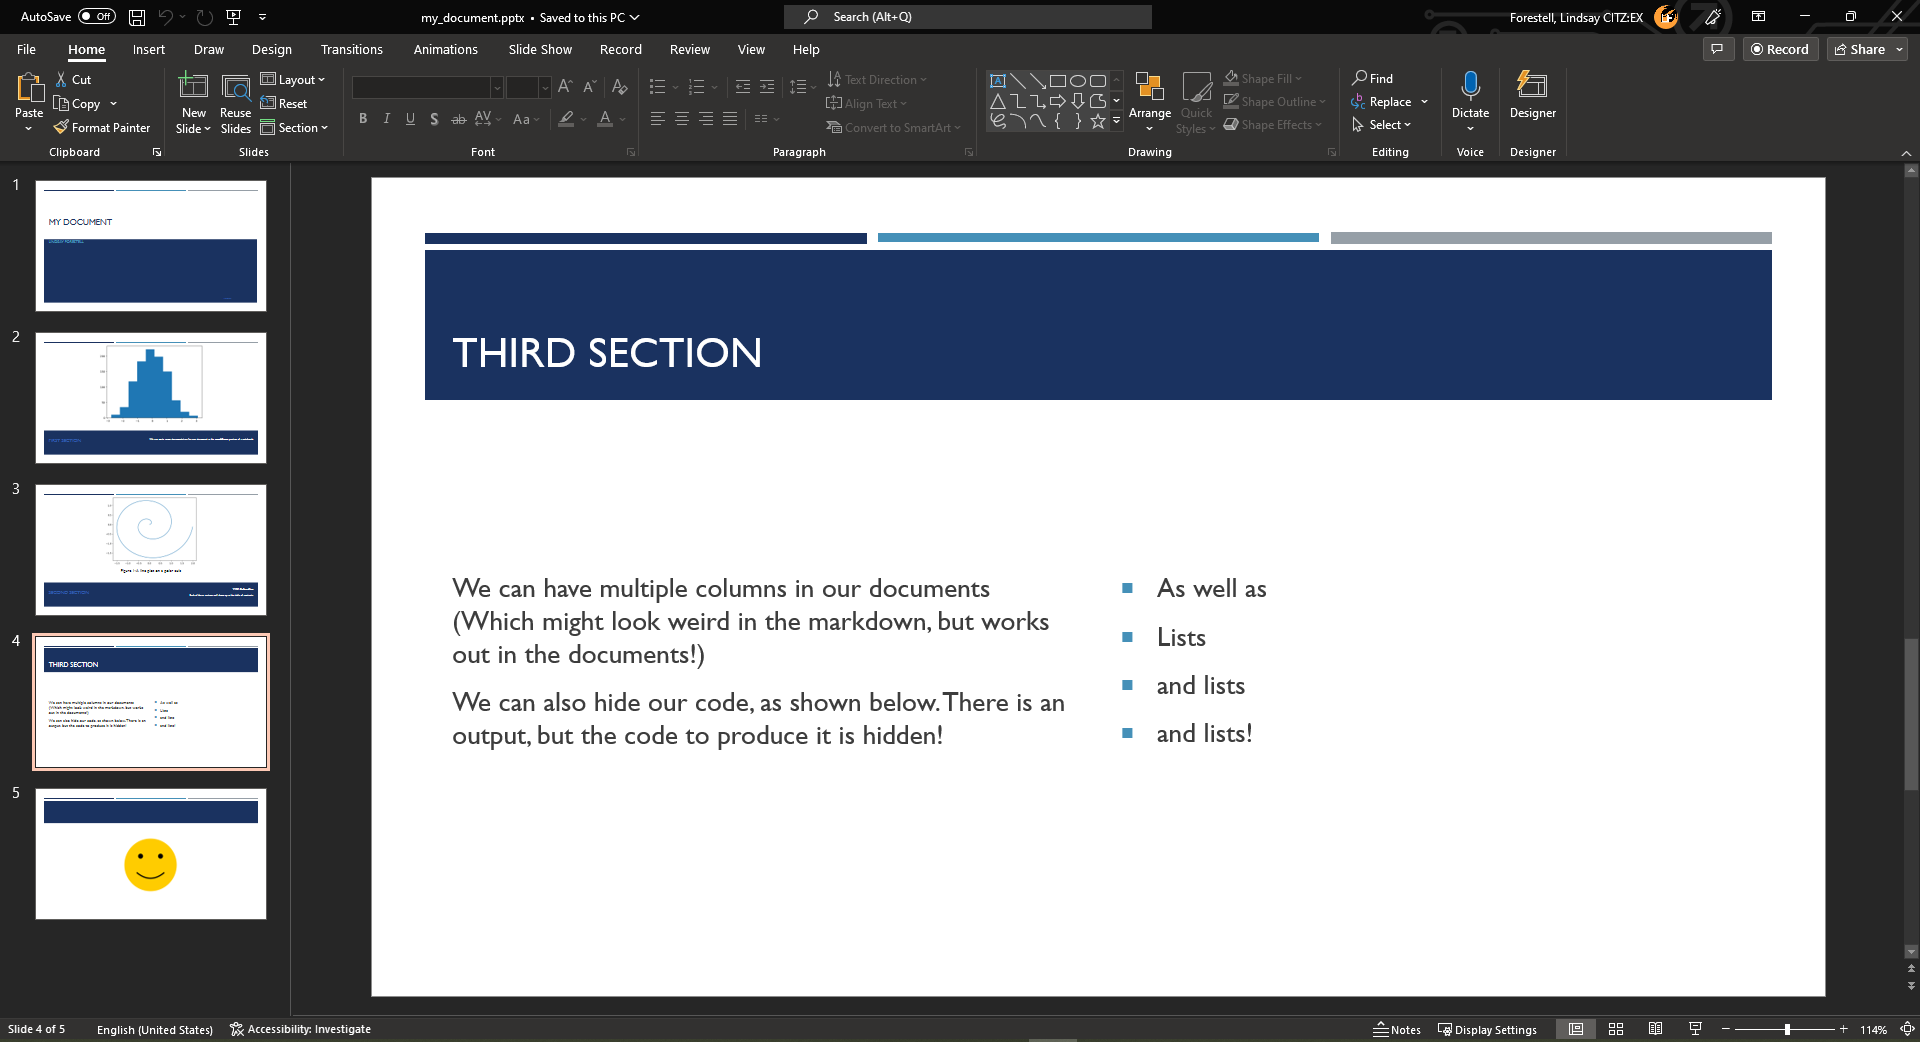 AutoSave Off my_document.pptx • Saved to this PC Search (Alt+Q) Forestell, Lindsay CITZ:EX
File Home Insert Draw Design Transitions Animations Slide Show Record Review View Help Record Share
Paste Cut Copy Format Painter
Clipboard
New Slide Reuse Slides Layout Reset Section
Slides
B I U S ab AV Aa A
Font
Text Direction
Align Text
Convert to SmartArt
Paragraph
Arrange Quick Styles Shape Fill Shape Outline Shape Effects
Drawing
Find
Replace
Select
Editing
Dictate
Voice
Designer
Designer
1
MY DOCUMENT
2
3
4
THIRD SECTION
5
THIRD SECTION
We can have multiple columns in our documents
(Which might look weird in the markdown, but works
out in the documents!)
We can also hide our code, as shown below. There is an
output, but the code to produce it is hidden!
As well as
Lists
and lists
and lists!
Slide 4 of 5 English (United States) Accessibility: Investigate Notes Display Settings 114%